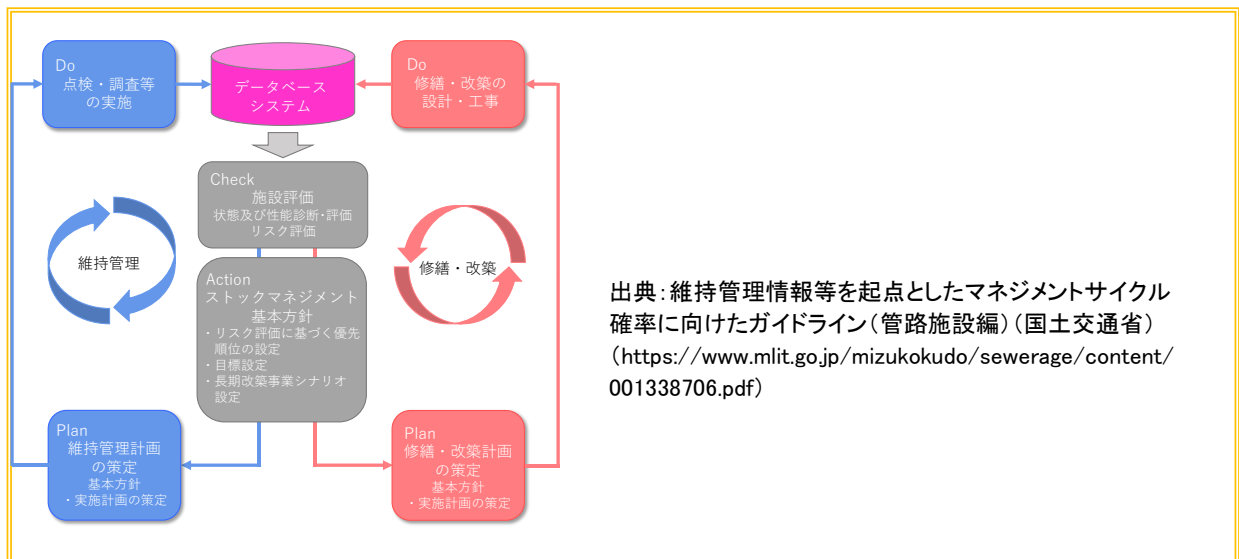 Do
点検・調査等
の実施
データベース
システム
Do
修繕・改築の
設計・工事
Check
施設評価
状態及び性能診断・評価
リスク評価
維持管理
修繕・改築
Action
ストックマネジメント
基本方針
・リスク評価に基づく優先
順位の設定
・目標設定
・長期改築事業シナリオ
設定
Plan
維持管理計画
の策定
基本方針
・実施計画の策定
Plan
修繕・改築計画
の策定
基本方針
・実施計画の策定
出典：維持管理情報等を起点としたマネジメントサイクル
確率に向けたガイドライン（管路施設編）（国土交通省）
（https://www.mlit.go.jp/mizukokudo/sewerage/content/
001338706.pdf）